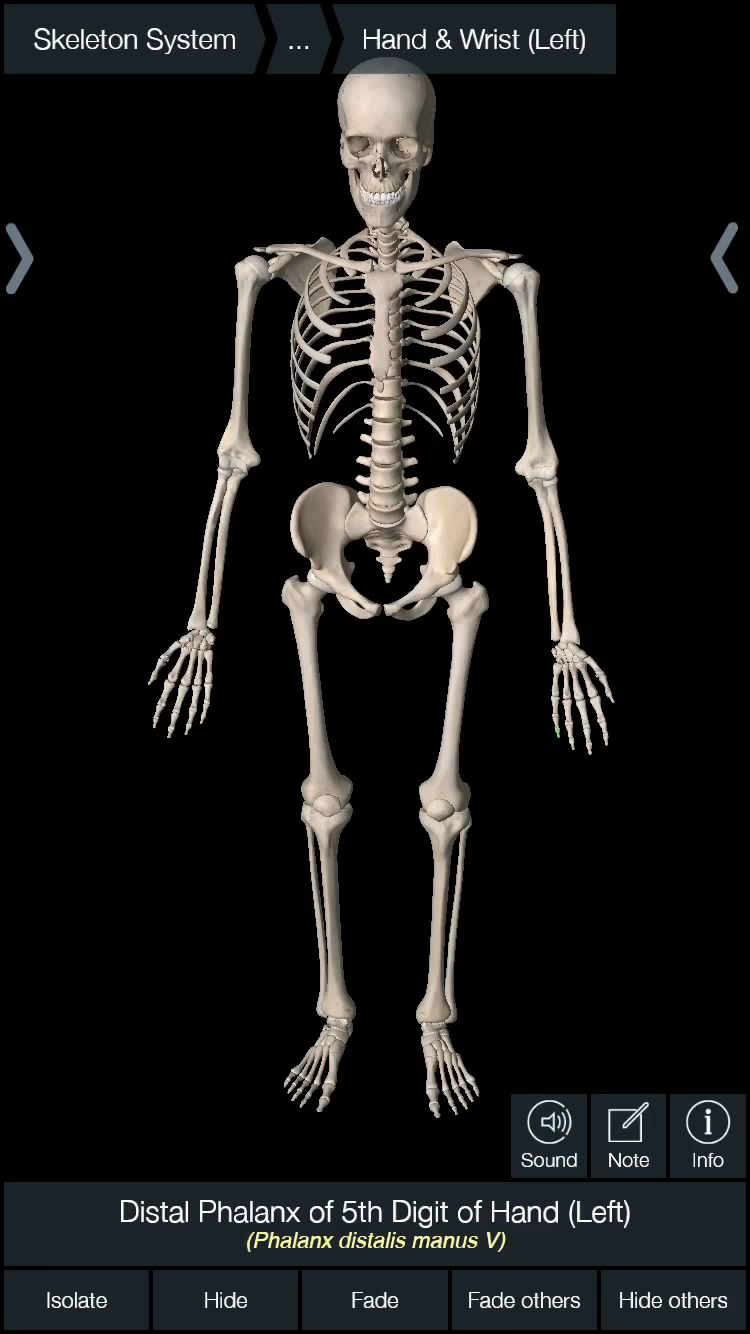 Skeleton System
...
Hand & Wrist (Left)
Sound
Note
Info
Distal Phalanx of 5th Digit of Hand (Left)
(Phalanx distalis manus V)
Isolate
Hide
Fade
Fade others
Hide others